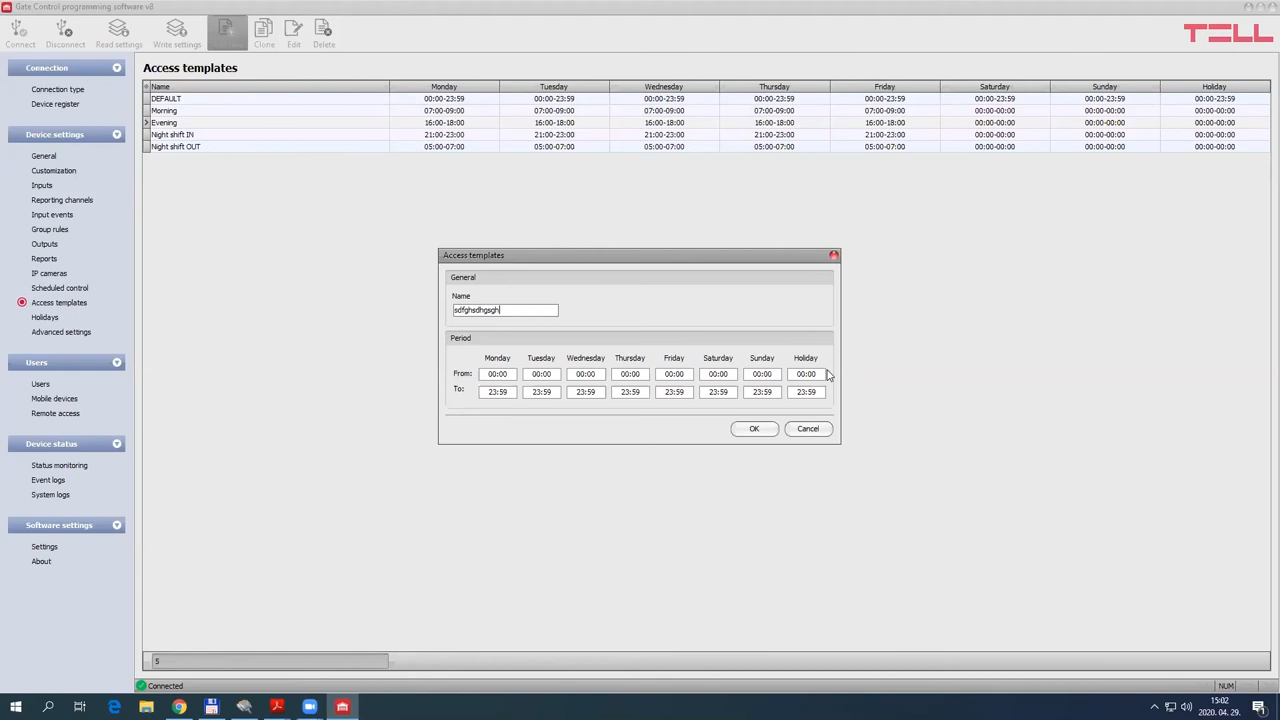 Gate Control programming software v8
Connect Disconnect Read settings Write settings Clone Edit Delete
TELL
Connection
Connection type
Device register
Device settings
General
Customization
Inputs
Reporting channels
Input events
Group rules
Outputs
Reports
IP cameras
Scheduled control
Access templates
Holidays
Advanced settings
Users
Users
Mobile devices
Remote access
Device status
Status monitoring
Event logs
System logs
Software settings
Settings
About
Access templates
Name Monday Tuesday Wednesday Thursday Friday Saturday Sunday Holiday
DEFAULT 00:00-23:59 00:00-23:59 00:00-23:59 00:00-23:59 00:00-23:59 00:00-23:59 00:00-23:59 00:00-23:59
Morning 07:00-09:00 07:00-09:00 07:00-09:00 07:00-09:00 07:00-09:00 00:00-00:00 00:00-00:00 00:00-00:00
Evening 16:00-18:00 16:00-18:00 16:00-18:00 16:00-18:00 16:00-18:00 00:00-00:00 00:00-00:00 00:00-00:00
Night shift IN 21:00-23:00 21:00-23:00 21:00-23:00 21:00-23:00 21:00-23:00 00:00-00:00 00:00-00:00 00:00-00:00
Night shift OUT 05:00-07:00 05:00-07:00 05:00-07:00 05:00-07:00 05:00-07:00 00:00-00:00 00:00-00:00 00:00-00:00
Access templates
General
Name
sdfghsdhgsgh
Period
Monday Tuesday Wednesday Thursday Friday Saturday Sunday Holiday
From: 00:00 00:00 00:00 00:00 00:00 00:00 00:00 00:00
To: 23:59 23:59 23:59 23:59 23:59 23:59 23:59 23:59
OK Cancel
5
Connected NUM
15:02
2020. 04. 29.